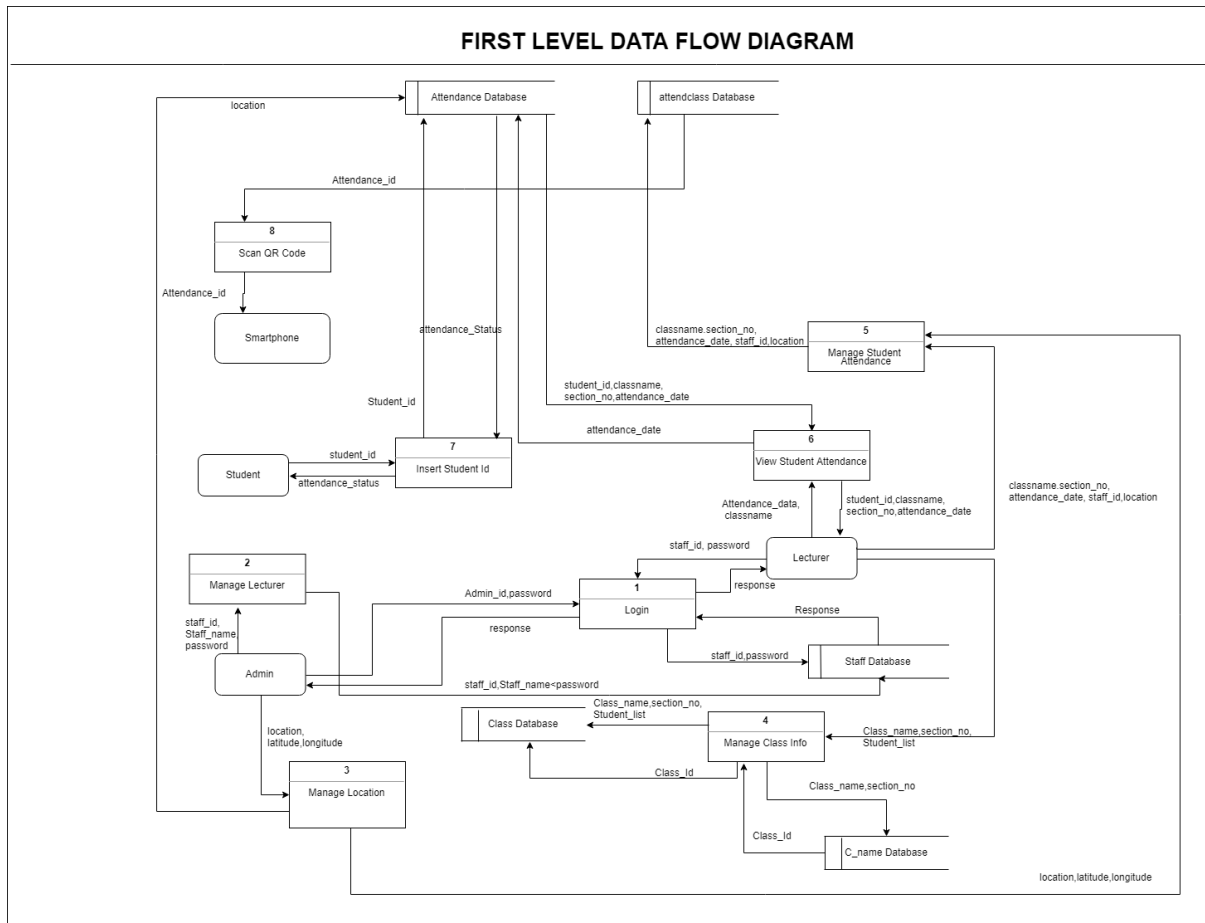 FIRST LEVEL DATA FLOW DIAGRAM
Attendance Database
attendclass Database
location
Attendance_id
8
Scan QR Code
Attendance_id
Smartphone
attendance_Status
classname.section_no,
attendance_date, staff_id,location
5
Manage Student
Attendance
student_id,classname,
section_no,attendance_date
Student_id
attendance_date
6
View Student Attendance
7
Insert Student Id
student_id
Student
attendance_status
classname.section_no,
attendance_date, staff_id,location
Attendance_data,
classname
student_id,classname,
section_no,attendance_date
staff_id, password
Lecturer
2
Manage Lecturer
response
1
Login
Admin_id,password
Response
response
staff_id,
Staff_name,
password
staff_id,password
Staff Database
Admin
staff_id,Staff_name<password
Class_name,section_no,
Student_list
Class Database
4
Manage Class Info
Class_name,section_no,
Student_list
location,
latitude,longitude
3
Manage Location
Class_Id
Class_name,section_no
Class_Id
C_name Database
location,latitude,longitude